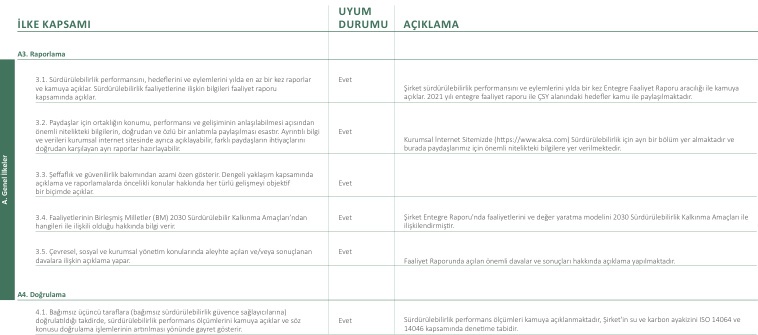 İLKE KAPSAMI
UYUM
DURUMU
AÇIKLAMA
A3. Raporlama
3.1. Sürdürülebilirlik performansını, hedeflerini ve eylemlerini yılda en az bir kez raporlar
ve kamuya açıklar. Sürdürülebilirlik faaliyetlerine ilişkin bilgileri faaliyet raporu
kapsamında açıklar.
Evet
Şirket sürdürülebilirlik performansını ve eylemlerini yılda bir kez Entegre Faaliyet Raporu aracılığı ile kamuya
açıklar. 2021 yılı entegre faaliyet raporu ile ÇSY alanındaki hedefler kamu ile paylaşılmaktadır.
3.2. Paydaşlar için ortaklığın konumu, performansı ve gelişiminin anlaşılabilmesi açısından
önemli nitelikteki bilgilerin, doğrudan ve özlü bir anlatımla paylaşılması esastır. Ayrıntılı bilgi
ve verileri kurumsal internet sitesinde ayrıca açıklayabilir, farklı paydaşların ihtiyaçlarını
doğrudan karşılayan ayrı raporlar hazırlayabilir.
Evet
Kurumsal İnternet Sitemizde (https://www.aksa.com) Sürdürülebilirlik için ayrı bir bölüm yer almaktadır ve
burada paydaşlarımız için önemli nitelikteki bilgilere yer verilmektedir.
3.3. Şeffaflık ve güvenilirlik bakımından azami özen gösterir. Dengeli yaklaşım kapsamında
açıklama ve raporlamalarda öncelikli konular hakkında her türlü gelişmeyi objektif
bir biçimde açıklar.
Evet
3.4. Faaliyetlerinin Birleşmiş Milletler (BM) 2030 Sürdürülebilir Kalkınma Amaçları'ndan
hangileri ile ilişkili olduğu hakkında bilgi verir.
Evet
Şirket Entegre Raporu'nda faaliyetlerini ve değer yaratma modelini 2030 Sürdürülebilir Kalkınma Amaçları ile
ilişkilendirmiştir.
3.5. Çevresel, sosyal ve kurumsal yönetim konularında aleyhte açılan ve/veya sonuçlanan
davalara ilişkin açıklama yapar.
Evet
Faaliyet Raporunda açılan önemli davalar ve sonuçları hakkında açıklama yapılmaktadır.
A4. Doğrulama
4.1. Bağımsız üçüncü taraflara (bağımsız sürdürülebilirlik güvence sağlayıcılarına)
doğrulatıldığı takdirde, sürdürülebilirlik performans ölçümlerini kamuya açıklar ve söz
konusu doğrulama işlemlerinin artırılması yönünde gayret gösterir.
Evet
Sürdürülebilirlik performans ölçümleri kamuya açıklanmaktadır, Şirket'in su ve karbon ayakizini ISO 14064 ve
14046 kapsamında denetime tabidir.
A. Genel İlkeler